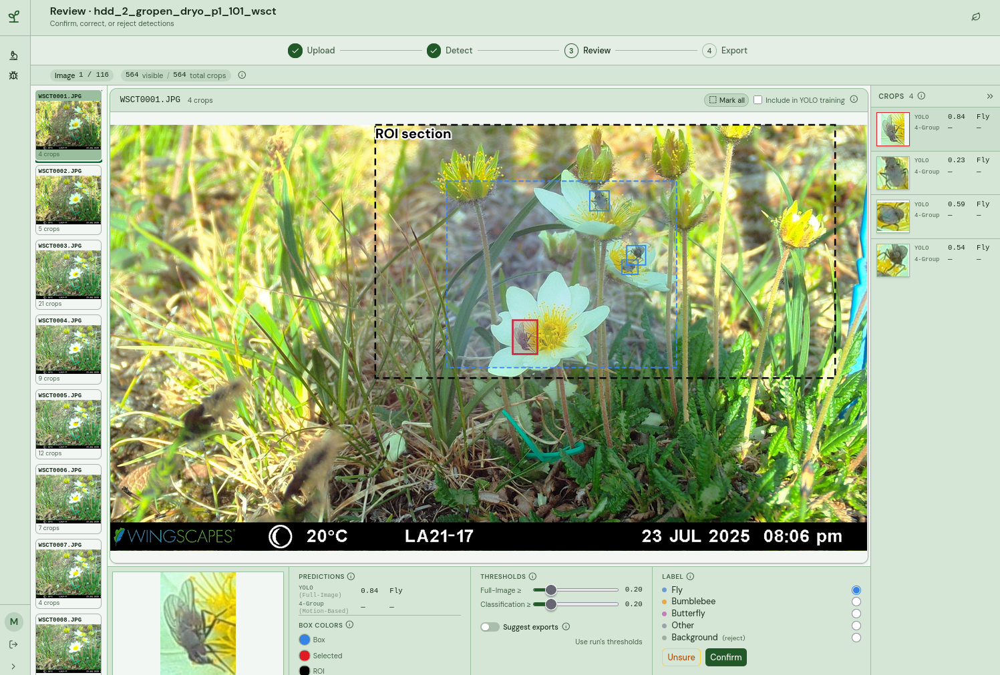 Review · hdd_2_gropen_dryo_p1_101_wsct
Confirm, correct, or reject detections
Upload
Detect
3 Review
4 Export
Image 1 / 116
564 visible / 564 total crops
WSCT0001.JPG
4 crops
WSCT0002.JPG
5 crops
WSCT0003.JPG
21 crops
WSCT0004.JPG
9 crops
WSCT0005.JPG
12 crops
WSCT0006.JPG
7 crops
WSCT0007.JPG
4 crops
WSCT0008.JPG
WSCT0001.JPG 4 crops
Mark all
Include in YOLO training
ROI section
WINGSCAPES 20°C LA21-17 23 JUL 2025 08:06 pm
CROPS 4
YOLO 0.84 Fly
4-Group — —
YOLO 0.23 Fly
4-Group — —
YOLO 0.59 Fly
4-Group — —
YOLO 0.54 Fly
4-Group — —
PREDICTIONS
YOLO
(Full-Image) 0.84 Fly
4-Group
(Motion-Based) — —
BOX COLORS
Box
Selected
ROI
THRESHOLDS
Full-Image ≥ 0.20
Classification ≥ 0.20
Suggest exports
Use run's thresholds
LABEL
Fly
Bumblebee
Butterfly
Other
Background (reject)
Unsure
Confirm
M